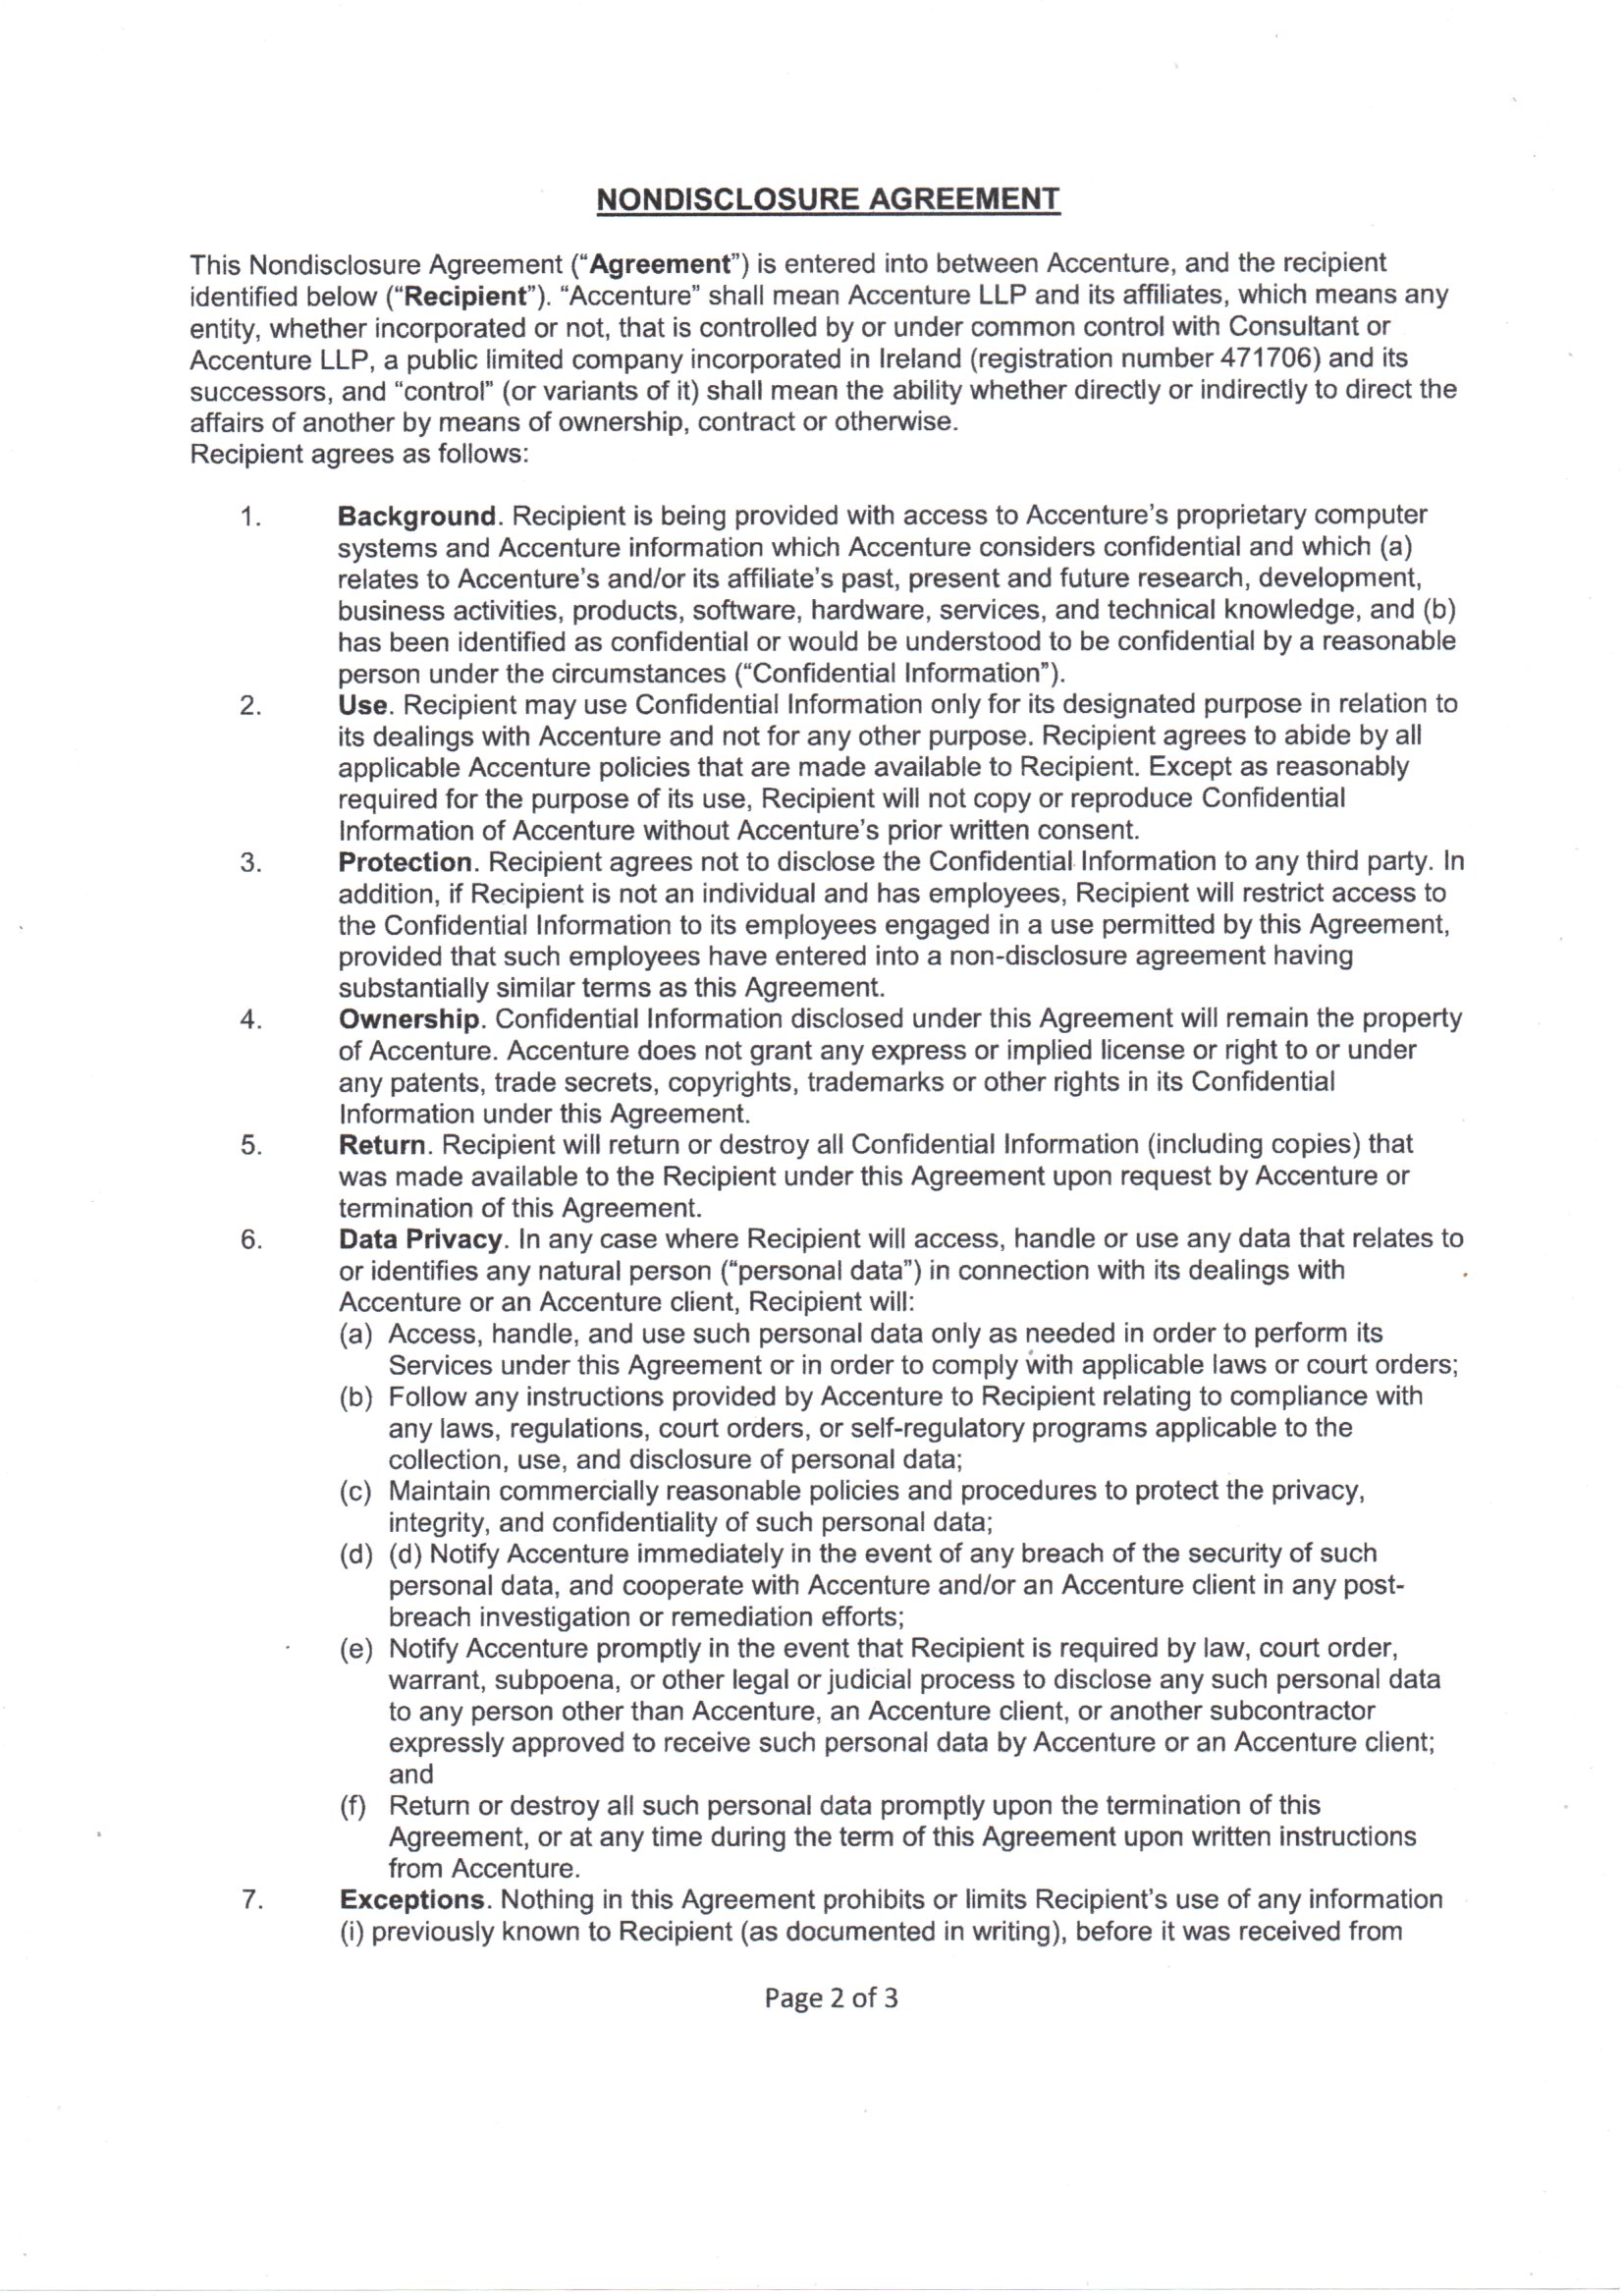 NONDISCLOSURE AGREEMENT
This Nondisclosure Agreement (“Agreement”) is entered into between Accenture, and the recipient
identified below (“Recipient”). “Accenture” shall mean Accenture LLP and its affiliates, which means any
entity, whether incorporated or not, that is controlled by or under common control with Consultant or
Accenture LLP, a public limited company incorporated in Ireland (registration number 471706) and its
successors, and “control” (or variants of it) shall mean the ability whether directly or indirectly to direct the
affairs of another by means of ownership, contract or otherwise.
Recipient agrees as follows:
1. Background. Recipient is being provided with access to Accenture’s proprietary computer
systems and Accenture information which Accenture considers confidential and which (a)
relates to Accenture’s and/or its affiliate’s past, present and future research, development,
business activities, products, software, hardware, services, and technical knowledge, and (b)
has been identified as confidential or would be understood to be confidential by a reasonable
person under the circumstances (“Confidential Information”).
2. Use. Recipient may use Confidential Information only for its designated purpose in relation to
its dealings with Accenture and not for any other purpose. Recipient agrees to abide by all
applicable Accenture policies that are made available to Recipient. Except as reasonably
required for the purpose of its use, Recipient will not copy or reproduce Confidential
Information of Accenture without Accenture’s prior written consent.
3. Protection. Recipient agrees not to disclose the Confidential Information to any third party. In
addition, if Recipient is not an individual and has employees, Recipient will restrict access to
the Confidential Information to its employees engaged in a use permitted by this Agreement,
provided that such employees have entered into a non-disclosure agreement having
substantially similar terms as this Agreement.
4. Ownership. Confidential Information disclosed under this Agreement will remain the property
of Accenture. Accenture does not grant any express or implied license or right to or under
any patents, trade secrets, copyrights, trademarks or other rights in its Confidential
Information under this Agreement.
5. Return. Recipient will return or destroy all Confidential Information (including copies) that
was made available to the Recipient under this Agreement upon request by Accenture or
termination of this Agreement.
6. Data Privacy. In any case where Recipient will access, handle or use any data that relates to
or identifies any natural person (“personal data”) in connection with its dealings with
Accenture or an Accenture client, Recipient will:
(a) Access, handle, and use such personal data only as needed in order to perform its
Services under this Agreement or in order to comply with applicable laws or court orders;
(b) Follow any instructions provided by Accenture to Recipient relating to compliance with
any laws, regulations, court orders, or self-regulatory programs applicable to the
collection, use, and disclosure of personal data;
(c) Maintain commercially reasonable policies and procedures to protect the privacy,
integrity, and confidentiality of such personal data;
(d) (d) Notify Accenture immediately in the event of any breach of the security of such
personal data, and cooperate with Accenture and/or an Accenture client in any post-
breach investigation or remediation efforts;
(e) Notify Accenture promptly in the event that Recipient is required by law, court order,
warrant, subpoena, or other legal or judicial process to disclose any such personal data
to any person other than Accenture, an Accenture client, or another subcontractor
expressly approved to receive such personal data by Accenture or an Accenture client;
and
(f) Return or destroy all such personal data promptly upon the termination of this
Agreement, or at any time during the term of this Agreement upon written instructions
from Accenture.
7. Exceptions. Nothing in this Agreement prohibits or limits Recipient’s use of any information
(i) previously known to Recipient (as documented in writing), before it was received from
Page 2 of 3